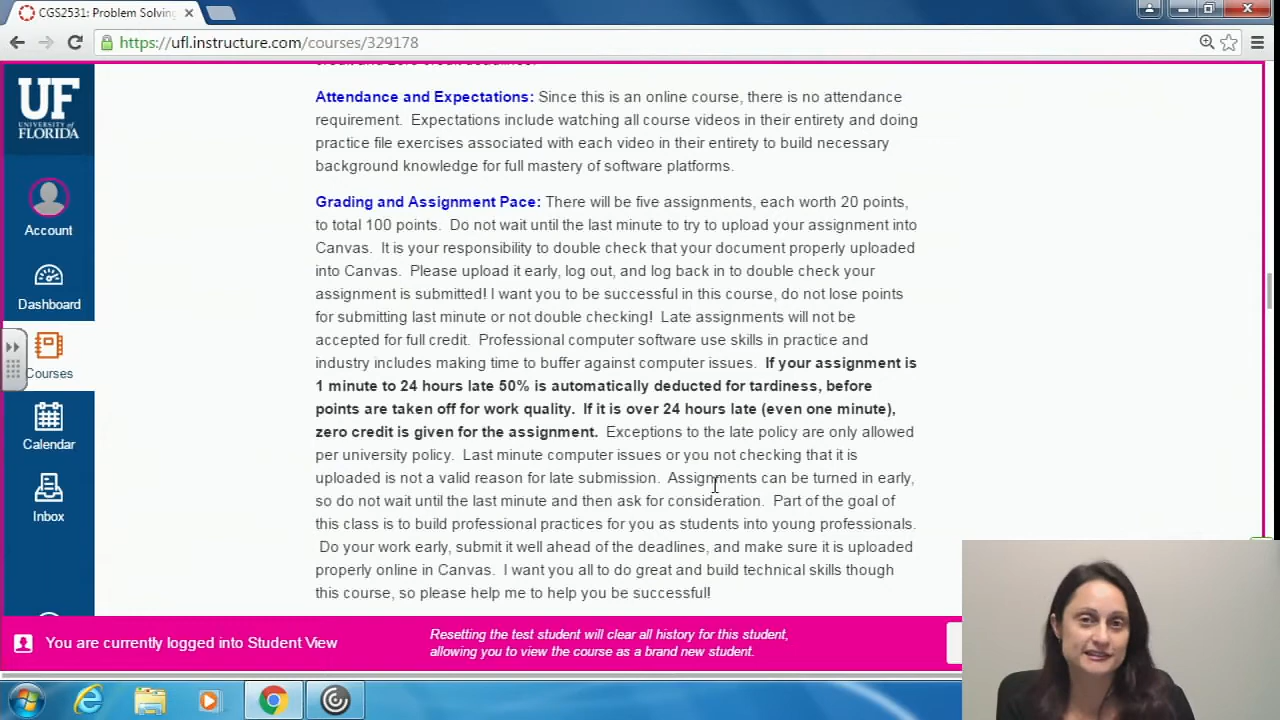 CGS2531: Problem Solving
https://ufl.instructure.com/courses/329178
UF
UNIVERSITY of
FLORIDA
Account
Dashboard
Courses
Calendar
Inbox
Attendance and Expectations: Since this is an online course, there is no attendance
requirement. Expectations include watching all course videos in their entirety and doing
practice file exercises associated with each video in their entirety to build necessary
background knowledge for full mastery of software platforms.
Grading and Assignment Pace: There will be five assignments, each worth 20 points,
to total 100 points. Do not wait until the last minute to try to upload your assignment into
Canvas. It is your responsibility to double check that your document properly uploaded
into Canvas. Please upload it early, log out, and log back in to double check your
assignment is submitted! I want you to be successful in this course, do not lose points
for submitting last minute or not double checking! Late assignments will not be
accepted for full credit. Professional computer software use skills in practice and
industry includes making time to buffer against computer issues. If your assignment is
1 minute to 24 hours late 50% is automatically deducted for tardiness, before
points are taken off for work quality. If it is over 24 hours late (even one minute),
zero credit is given for the assignment. Exceptions to the late policy are only allowed
per university policy. Last minute computer issues or you not checking that it is
uploaded is not a valid reason for late submission. Assignments can be turned in early,
so do not wait until the last minute and then ask for consideration. Part of the goal of
this class is to build professional practices for you as students into young professionals.
Do your work early, submit it well ahead of the deadlines, and make sure it is uploaded
properly online in Canvas. I want you all to do great and build technical skills though
this course, so please help me to help you be successful!
You are currently logged into Student View
Resetting the test student will clear all history for this student,
allowing you to view the course as a brand new student.